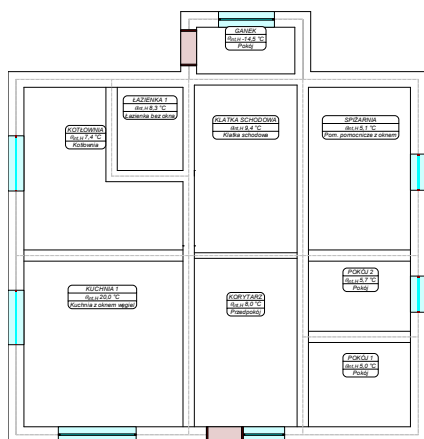 GANEK
θint,H -14,5 °C
Pokój
ŁAZIENKA 1
θint,H 8,3 °C
Łazienka bez okna
KOTŁOWNIA
θint,H 7,4 °C
Kotłownia
KLATKA SCHODOWA
θint,H 9,4 °C
Klatka schodowa
SPIŻARNIA
θint,H 5,1 °C
Pom. pomocnicze z oknem
KUCHNIA 1
θint,H 20,0 °C
Kuchnia z oknem węgiel
KORYTARZ
θint,H 8,0 °C
Przedpokój
POKÓJ 2
θint,H 5,7 °C
Pokój
POKÓJ 1
θint,H 5,0 °C
Pokój